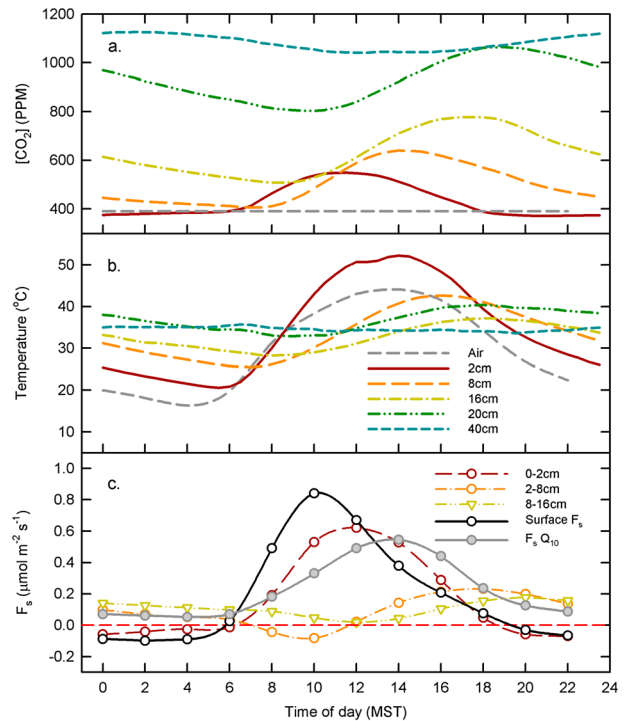 1200
a.
1000
800
600
400
[CO₂] (PPM)
b.
50
40
30
20
10
Temperature (°C)
Air
2cm
8cm
16cm
20cm
40cm
c.
1.0
0.8
0.6
0.4
0.2
0.0
-0.2
Fₛ (µmol m⁻² s⁻¹)
0-2cm
2-8cm
8-16cm
Surface Fₛ
Fₛ Q₁₀
0 2 4 6 8 10 12 14 16 18 20 22 24
Time of day (MST)